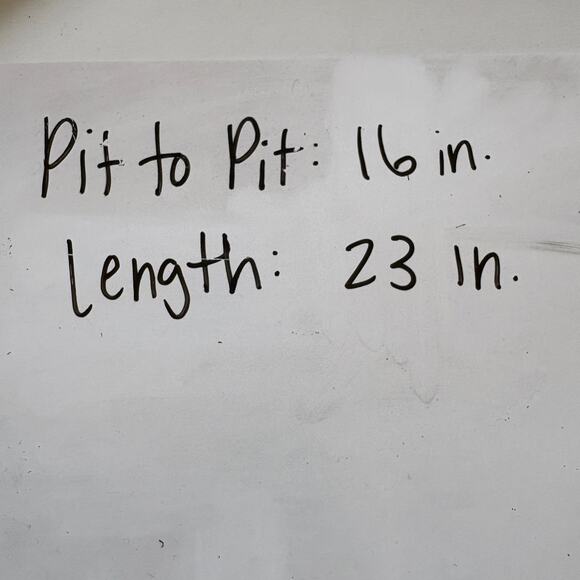 Pit to Pit: 16 in.
Length: 23 in.